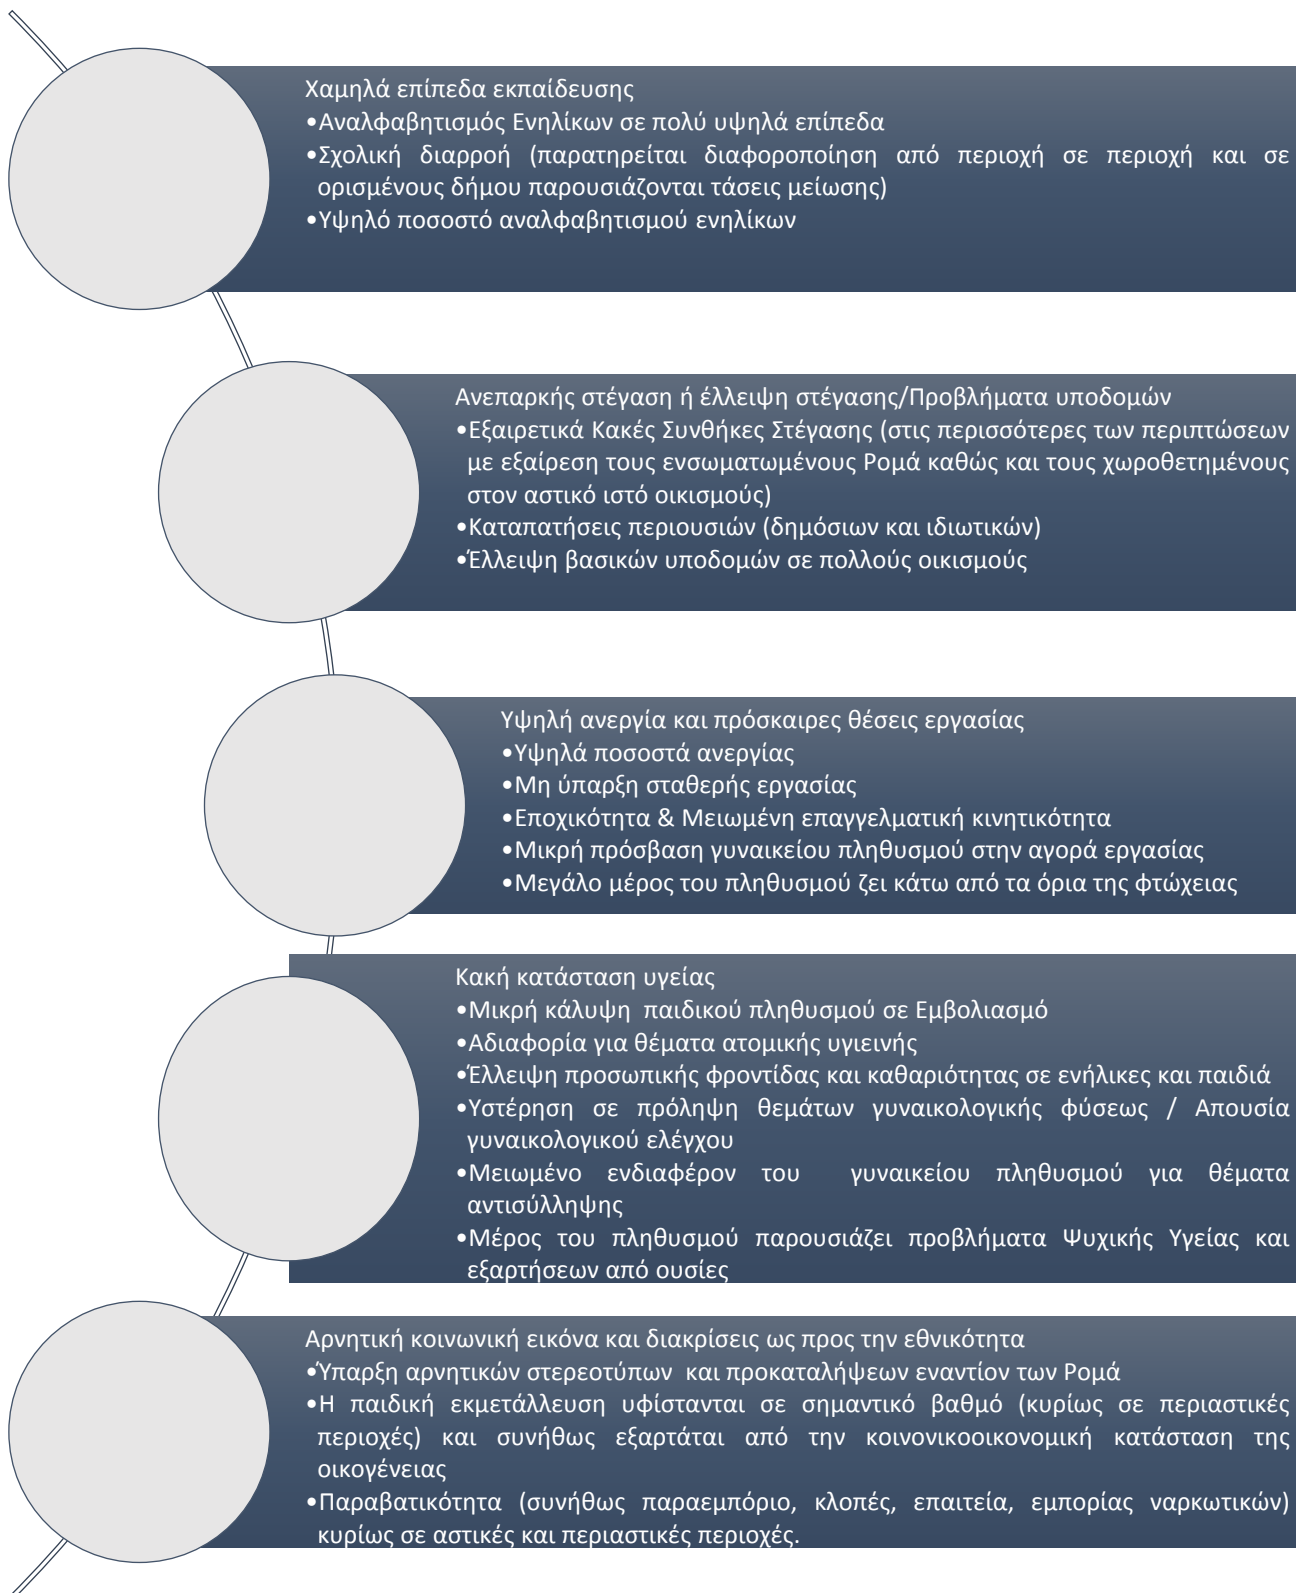 Χαμηλά επίπεδα εκπαίδευσης
•Αναλφαβητισμός Ενηλίκων σε πολύ υψηλά επίπεδα
•Σχολική διαρροή (παρατηρείται διαφοροποίηση από περιοχή σε περιοχή και σε
ορισμένους δήμου παρουσιάζονται τάσεις μείωσης)
•Υψηλό ποσοστό αναλφαβητισμού ενηλίκων
Ανεπαρκής στέγαση ή έλλειψη στέγασης/Προβλήματα υποδομών
•Εξαιρετικά Κακές Συνθήκες Στέγασης (στις περισσότερες των περιπτώσεων
με εξαίρεση τους ενσωματωμένους Ρομά καθώς και τους χωροθετημένους
στον αστικό ιστό οικισμούς)
•Καταπατήσεις περιουσιών (δημόσιων και ιδιωτικών)
•Έλλειψη βασικών υποδομών σε πολλούς οικισμούς
Υψηλή ανεργία και πρόσκαιρες θέσεις εργασίας
•Υψηλά ποσοστά ανεργίας
•Μη ύπαρξη σταθερής εργασίας
•Εποχικότητα & Μειωμένη επαγγελματική κινητικότητα
•Μικρή πρόσβαση γυναικείου πληθυσμού στην αγορά εργασίας
•Μεγάλο μέρος του πληθυσμού ζει κάτω από τα όρια της φτώχειας
Κακή κατάσταση υγείας
•Μικρή κάλυψη παιδικού πληθυσμού σε Εμβολιασμό
•Αδιαφορία για θέματα ατομικής υγιεινής
•Έλλειψη προσωπικής φροντίδας και καθαριότητας σε ενήλικες και παιδιά
•Υστέρηση σε πρόληψη θεμάτων γυναικολογικής φύσεως / Απουσία
γυναικολογικού ελέγχου
•Μειωμένο ενδιαφέρον του γυναικείου πληθυσμού για θέματα
αντισύλληψης
•Μέρος του πληθυσμού παρουσιάζει προβλήματα Ψυχικής Υγείας και
εξαρτήσεων από ουσίες
Αρνητική κοινωνική εικόνα και διακρίσεις ως προς την εθνικότητα
•Ύπαρξη αρνητικών στερεοτύπων και προκαταλήψεων εναντίον των Ρομά
•Η παιδική εκμετάλλευση υφίστανται σε σημαντικό βαθμό (κυρίως σε περιαστικές
περιοχές) και συνήθως εξαρτάται από την κοινονικοοικονομική κατάσταση της
οικογένειας
•Παραβατικότητα (συνήθως παραεμπόριο, κλοπές, επαιτεία, εμπορίας ναρκωτικών)
κυρίως σε αστικές και περιαστικές περιοχές.